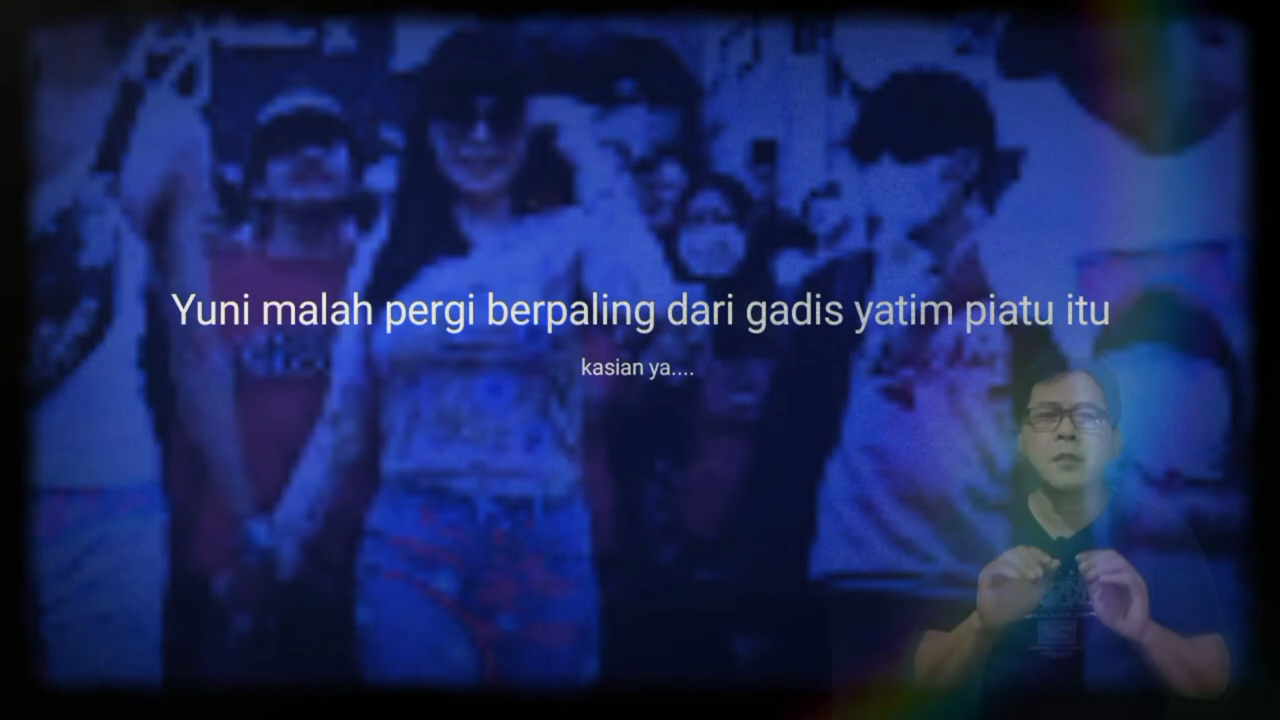 Yuni malah pergi berpaling dari gadis yatim piatu itu
kasian ya....